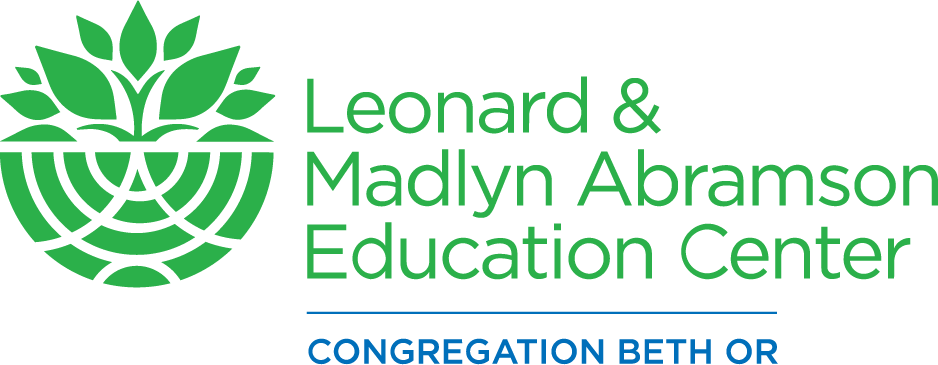 Leonard &
Madlyn Abramson
Education Center
CONGREGATION BETH OR